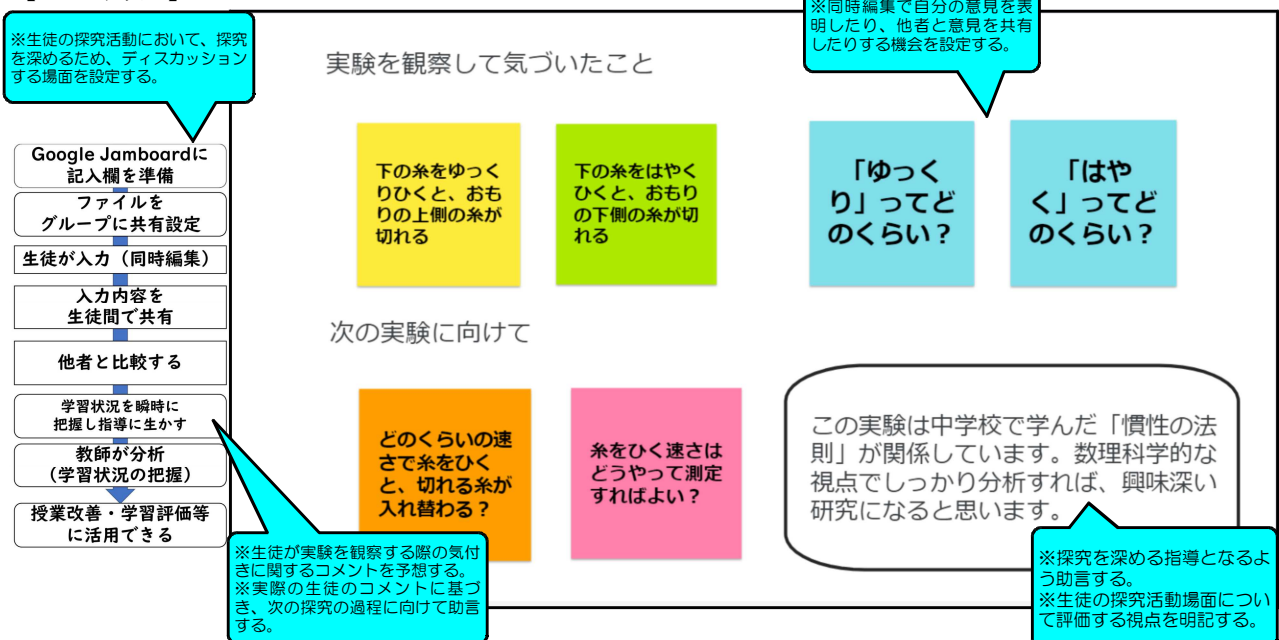 ※生徒の探究活動において、探究
を深めるため、ディスカッション
する場面を設定する。
※同時編集で自分の意見を表
明したり、他者と意見を共有
したりする機会を設定する。
Google Jamboardに
記入欄を準備
ファイルを
グループに共有設定
生徒が入力（同時編集）
入力内容を
生徒間で共有
他者と比較する
学習状況を瞬時に
把握し指導に生かす
教師が分析
（学習状況の把握）
授業改善・学習評価等
に活用できる
実験を観察して気づいたこと
下の糸をゆっく
りひくと、おも
りの上側の糸が
切れる
下の糸をはやく
ひくと、おもり
の下側の糸が切
れる
「ゆっく
り」ってど
のくらい？
「はや
く」ってど
のくらい？
次の実験に向けて
どのくらいの速
さで糸をひく
と、切れる糸が
入れ替わる？
糸をひく速さは
どうやって測定
すればよい？
この実験は中学校で学んだ「慣性の法
則」が関係しています。数理科学的な
視点でしっかり分析すれば、興味深い
研究になると思います。
※生徒が実験を観察する際の気付
きに関するコメントを予想する。
※実際の生徒のコメントに基づ
き、次の探究の過程に向けて助言
する。
※探究を深める指導となるよ
う助言する。
※生徒の探究活動場面につい
て評価する視点を明記する。